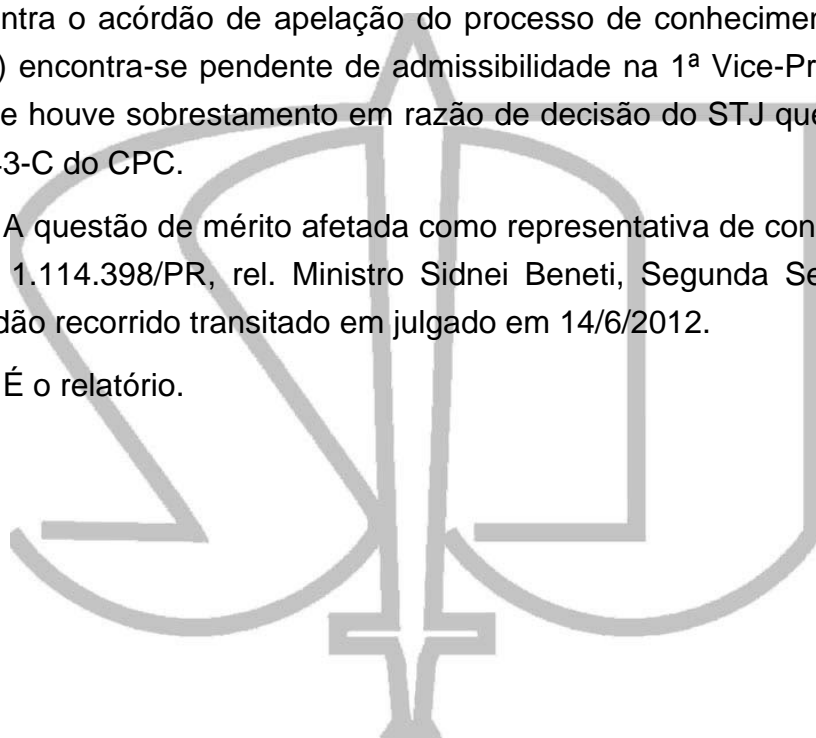 ntra o acórdão de apelação do processo de conhecimen
) encontra-se pendente de admissibilidade na 1ª Vice-Pr
e houve sobrestamento em razão de decisão do STJ que
3-C do CPC.
A questão de mérito afetada como representativa de con
1.114.398/PR, rel. Ministro Sidnei Beneti, Segunda Se
dão recorrido transitado em julgado em 14/6/2012.
É o relatório.